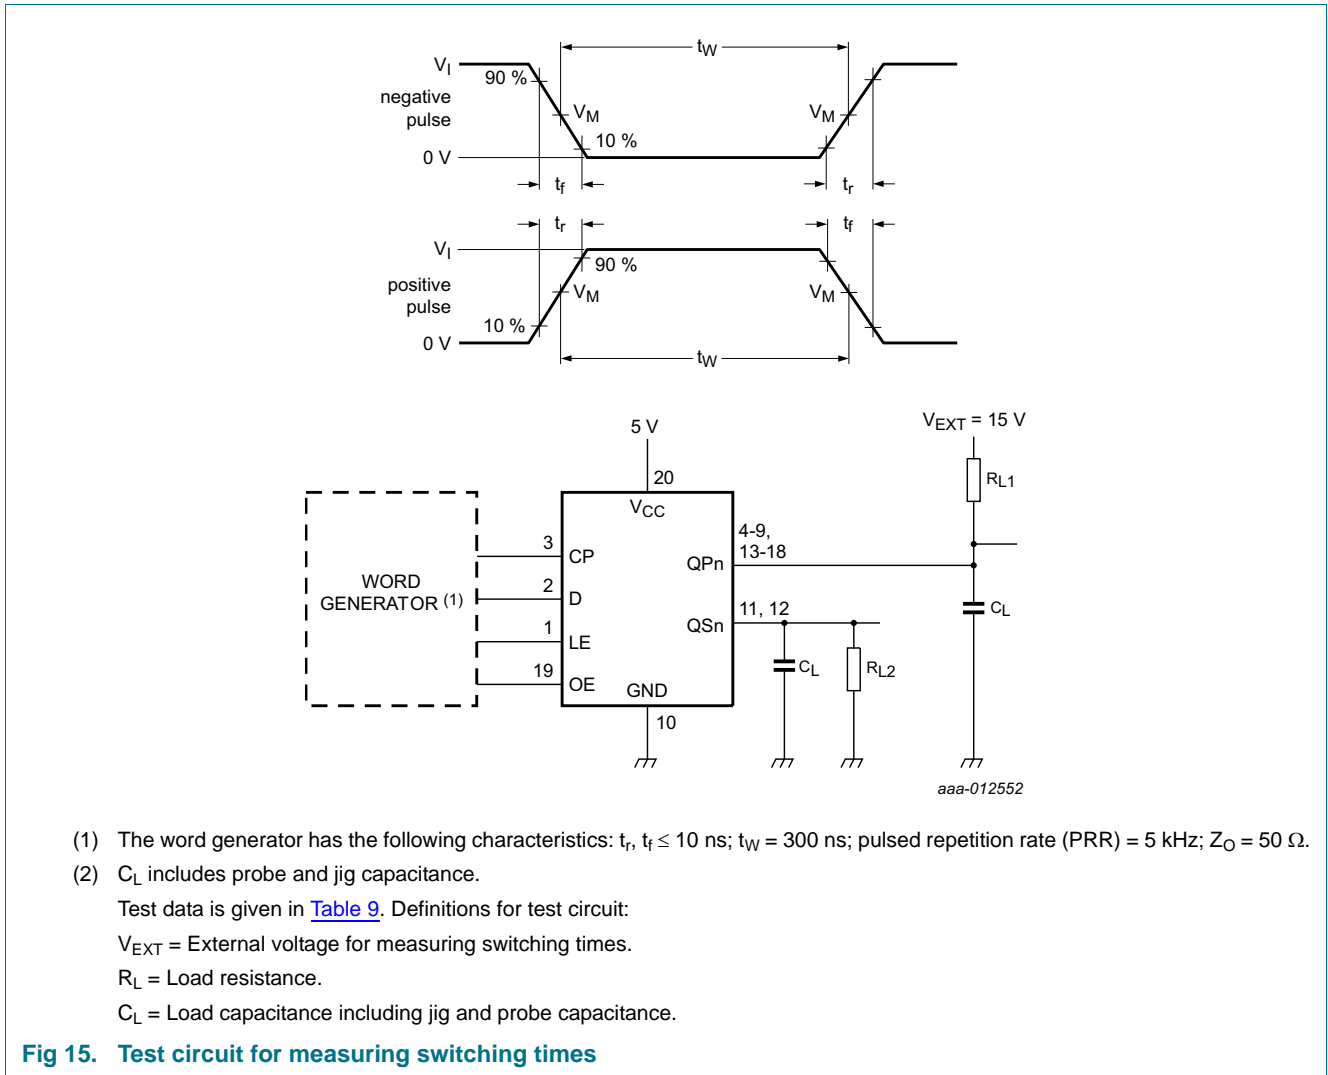 tW
VI
90 %
negative
pulse
VM
VM
10 %
0 V
tf
tr
tr
tf
VI
90 %
positive
pulse
VM
VM
10 %
0 V
tW
VEXT = 15 V
5 V
20
RL1
VCC
4-9,
13-18
3
CP
QPn
WORD
GENERATOR (1)
2
D
11, 12
CL
QSn
1
LE
CL
RL2
19
OE
GND
10
aaa-012552
(1) The word generator has the following characteristics: tr, tf ≤ 10 ns; tW = 300 ns; pulsed repetition rate (PRR) = 5 kHz; ZO = 50 Ω.
(2) CL includes probe and jig capacitance.
Test data is given in Table 9. Definitions for test circuit:
VEXT = External voltage for measuring switching times.
RL = Load resistance.
CL = Load capacitance including jig and probe capacitance.
Fig 15. Test circuit for measuring switching times